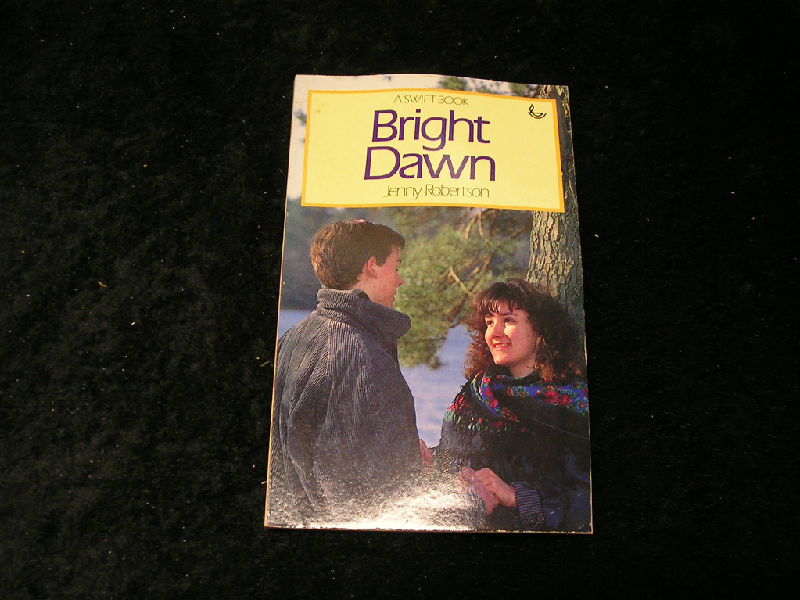 A SWIFT BOOK
Bright
Dawn
Jenny Robertson